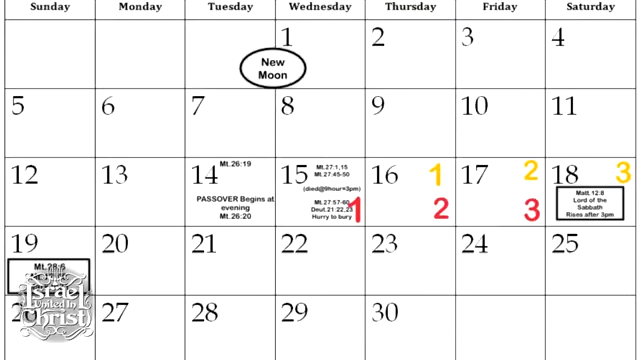 Sunday Monday Tuesday Wednesday Thursday Friday Saturday
1 2 3 4
New
Moon
5 6 7 8 9 10 11
12 13 14 15 16 17 18
Mt.26:19
PASSOVER Begins at
evening
Mt.26:20
Mt.27:1,15
Mt.27:45-50
(died@9hour=3pm)
Mt.27:57-60
Deut.21:22,23
Hurry to bury
1 2 3
1 2 3
Matt.12:8
Lord of the
Sabbath
Risns after 3pm
19 20 21 22 23 24 25
Mt.28:6
Israel
United In
Christ
27 28 29 30